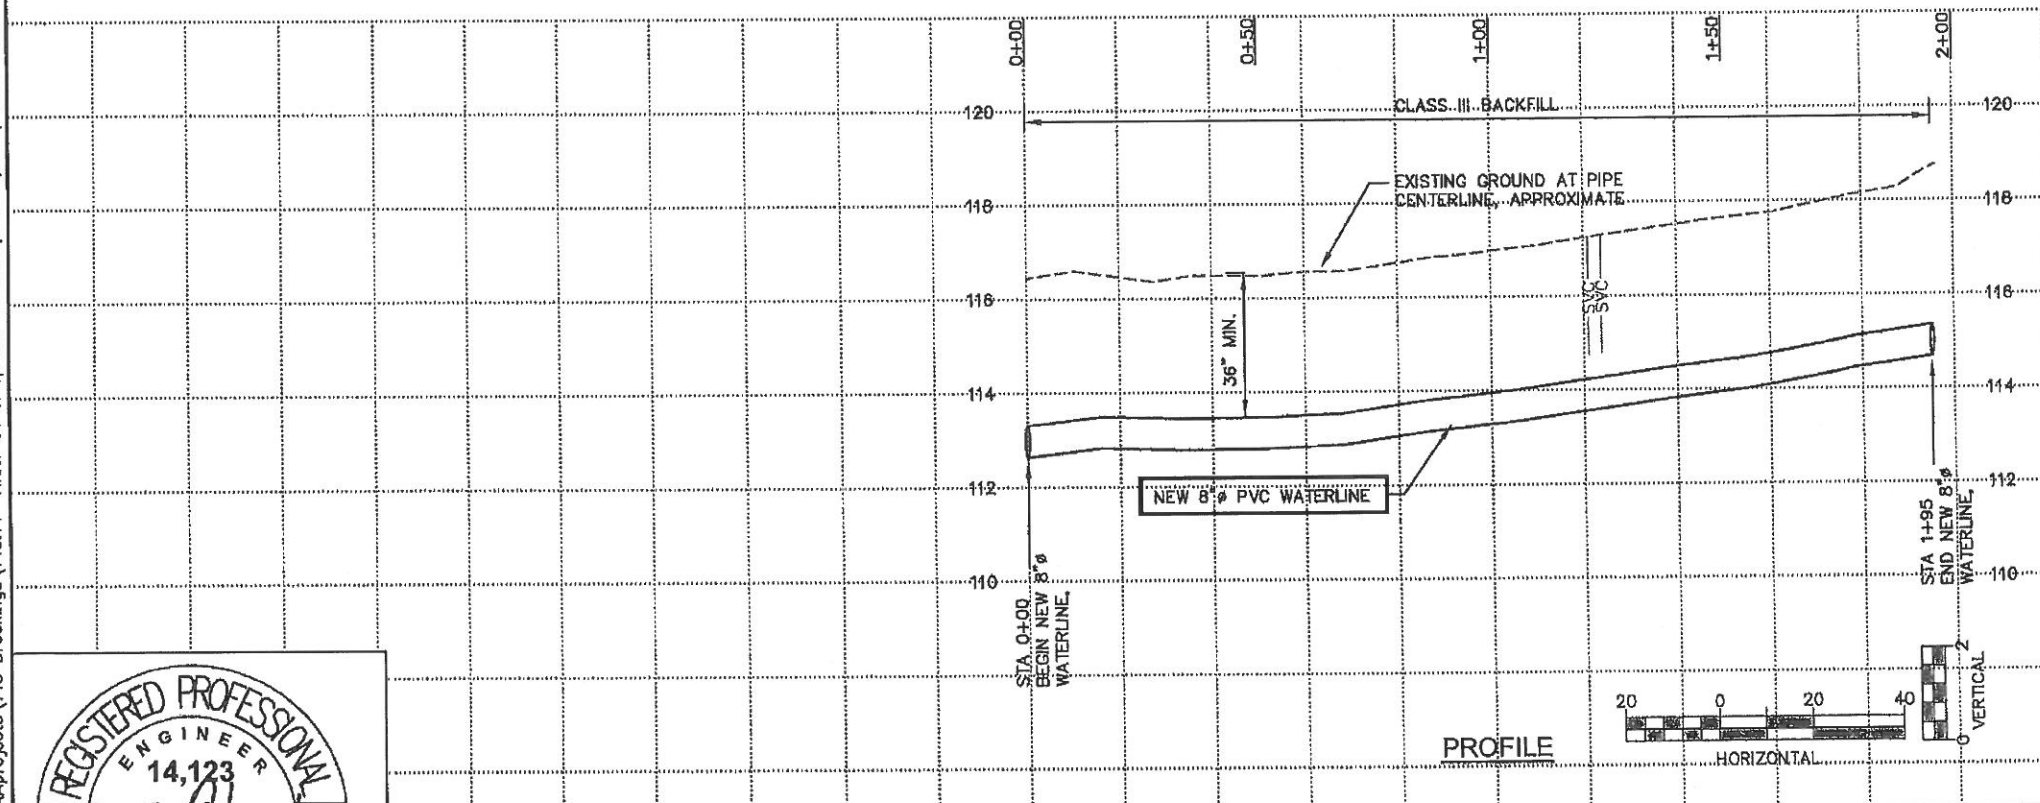 0+00
0+50
1+00
1+50
2+00
120
CLASS III BACKFILL
120
118
EXISTING GROUND AT PIPE
CENTERLINE, APPROXIMATE
118
116
SVC
SVC
116
36" MIN.
114
114
112
NEW 8"ø PVC WATERLINE
112
110
110
STA 0+00
BEGIN NEW 8"ø
WATERLINE,
STA 1+95
END NEW 8"ø
WATERLINE,
REGISTERED PROFESSIONAL
ENGINEER
14,123
PROFILE
20 0 20 40
HORIZONTAL
2
0
VERTICAL